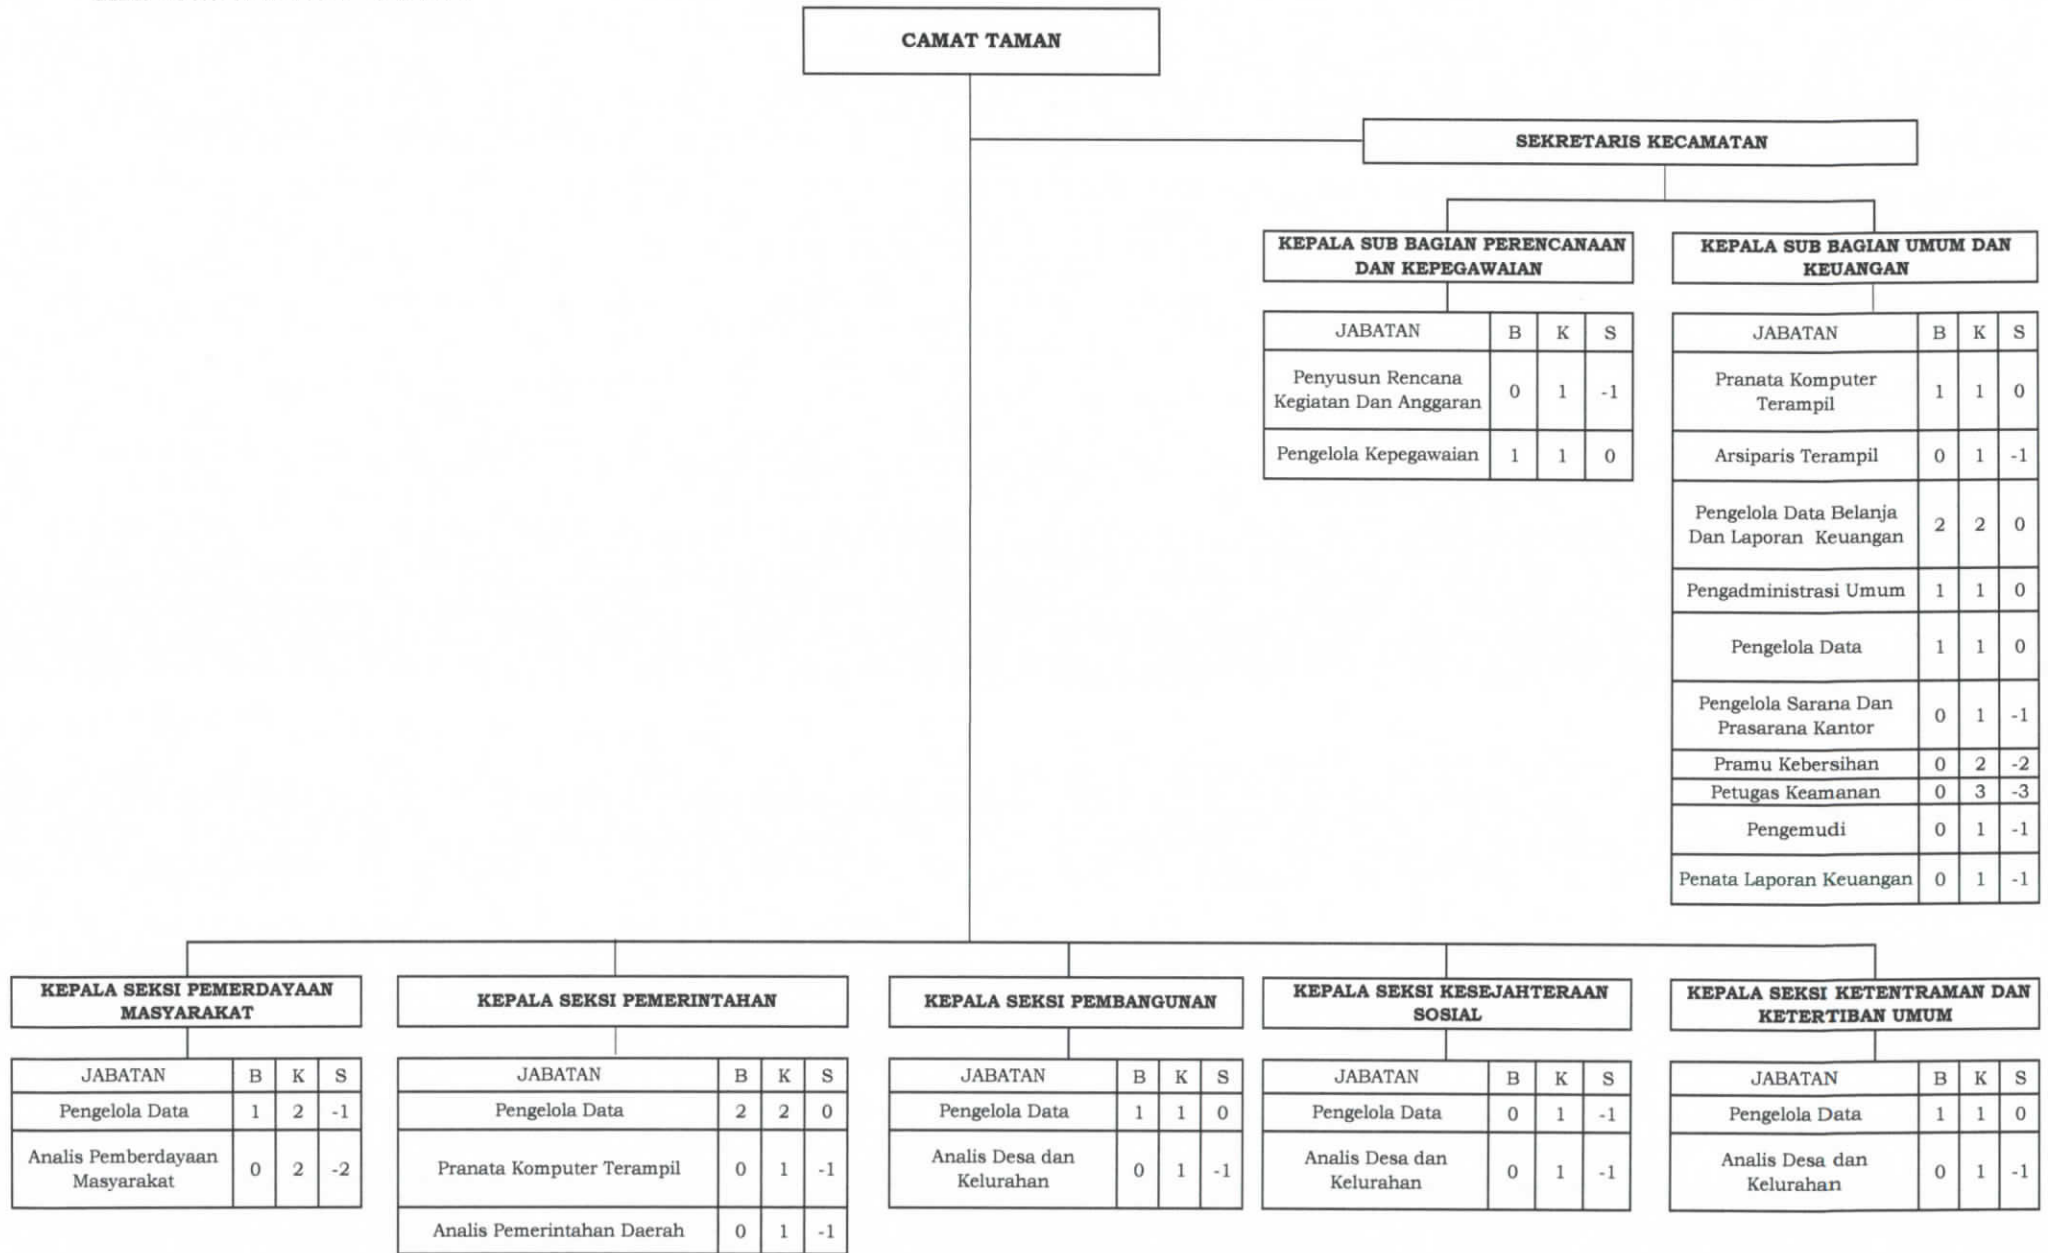 CAMAT TAMAN
SEKRETARIS KECAMATAN
KEPALA SUB BAGIAN PERENCANAAN
DAN KEPEGAWAIAN
JABATAN B K S
Penyusun Rencana
Kegiatan Dan Anggaran 0 1 -1
Pengelola Kepegawaian 1 1 0
KEPALA SUB BAGIAN UMUM DAN
KEUANGAN
JABATAN B K S
Pranata Komputer
Terampil 1 1 0
Arsiparis Terampil 0 1 -1
Pengelola Data Belanja
Dan Laporan Keuangan 2 2 0
Pengadministrasi Umum 1 1 0
Pengelola Data 1 1 0
Pengelola Sarana Dan
Prasarana Kantor 0 1 -1
Pramu Kebersihan 0 2 -2
Petugas Keamanan 0 3 -3
Pengemudi 0 1 -1
Penata Laporan Keuangan 0 1 -1
KEPALA SEKSI PEMERDAYAAN
MASYARAKAT
JABATAN B K S
Pengelola Data 1 2 -1
Analis Pemberdayaan
Masyarakat 0 2 -2
KEPALA SEKSI PEMERINTAHAN
JABATAN B K S
Pengelola Data 2 2 0
Pranata Komputer Terampil 0 1 -1
Analis Pemerintahan Daerah 0 1 -1
KEPALA SEKSI PEMBANGUNAN
JABATAN B K S
Pengelola Data 1 1 0
Analis Desa dan
Kelurahan 0 1 -1
KEPALA SEKSI KESEJAHTERAAN
SOSIAL
JABATAN B K S
Pengelola Data 0 1 -1
Analis Desa dan
Kelurahan 0 1 -1
KEPALA SEKSI KETENTRAMAN DAN
KETERTIBAN UMUM
JABATAN B K S
Pengelola Data 1 1 0
Analis Desa dan
Kelurahan 0 1 -1